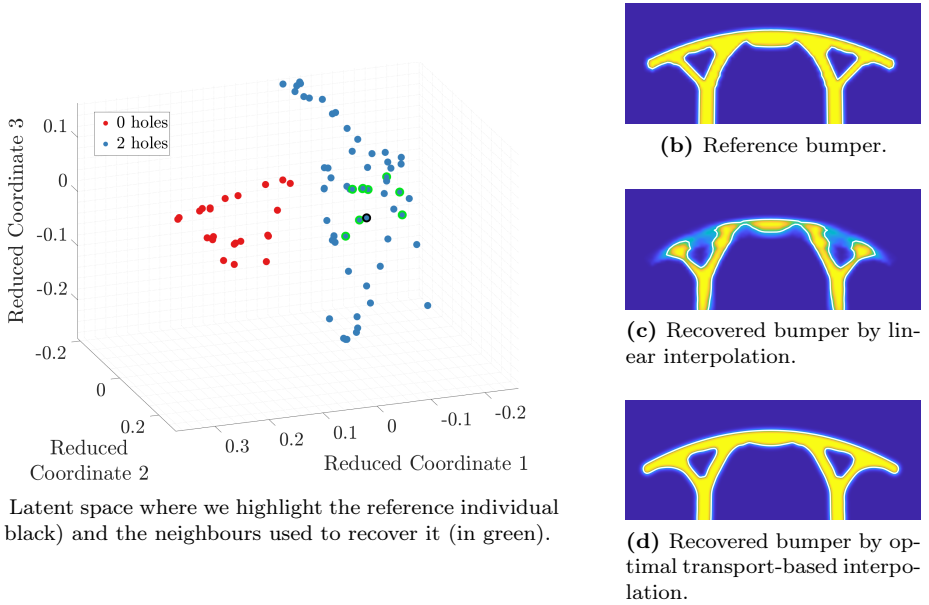 Reduced Coordinate 3
0.1
0
-0.1
-0.2
-0.2
0
0.2
0.3
0.2
0.1
0
-0.1
-0.2
0 holes
2 holes
Reduced
Coordinate 2
Reduced Coordinate 1
Latent space where we highlight the reference individual
black) and the neighbours used to recover it (in green).
(b) Reference bumper.
(c) Recovered bumper by lin-
ear interpolation.
(d) Recovered bumper by op-
timal transport-based interpo-
lation.